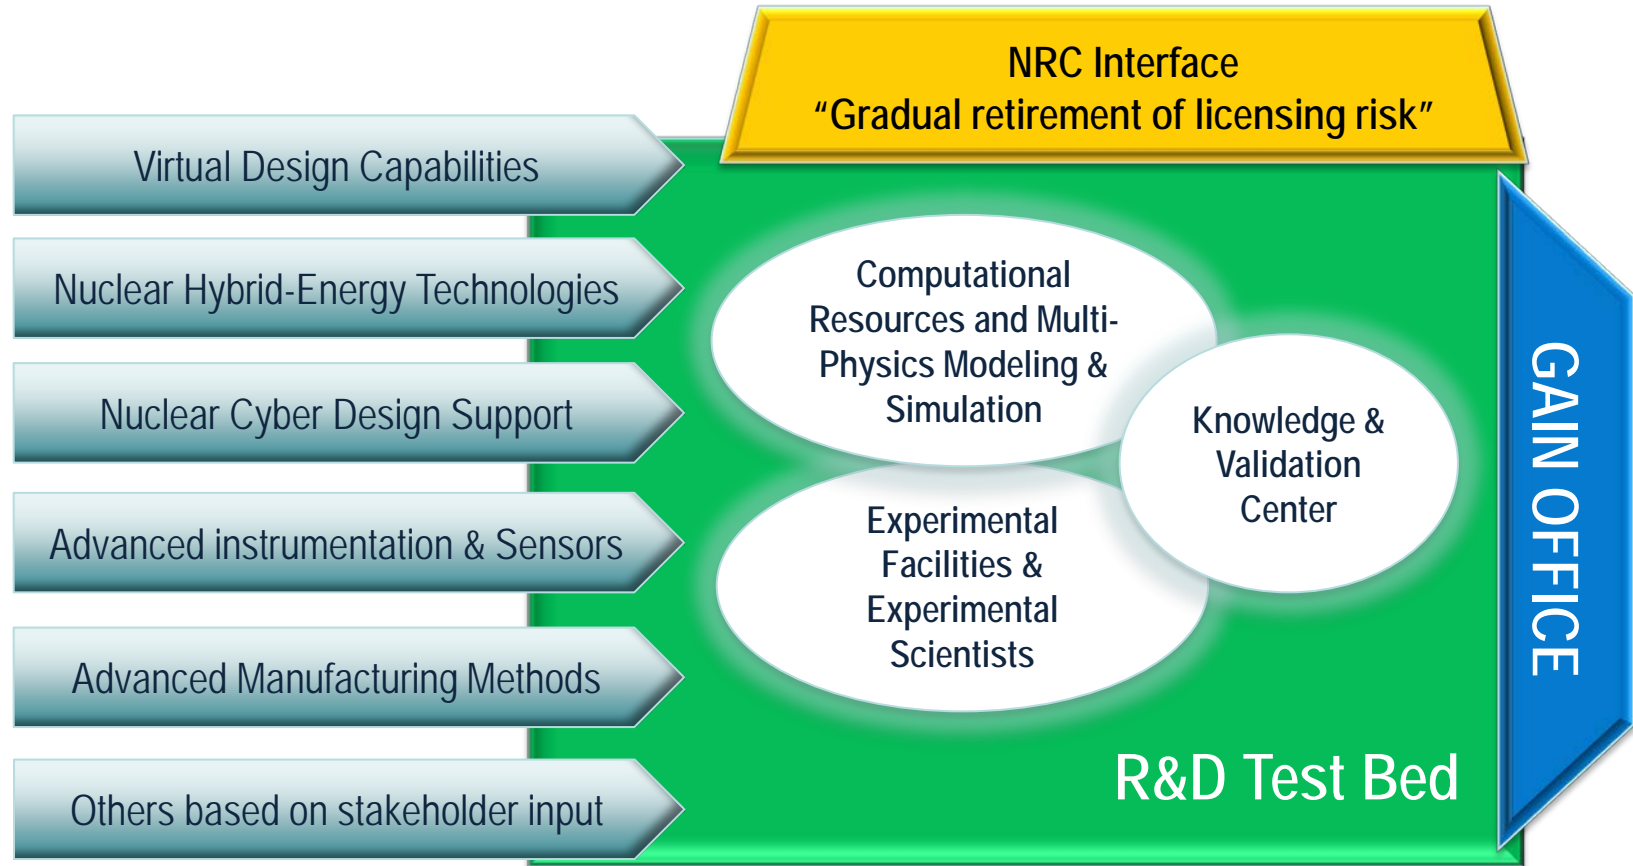 NRC Interface
“Gradual retirement of licensing risk”
Virtual Design Capabilities
Nuclear Hybrid-Energy Technologies
Nuclear Cyber Design Support
Advanced instrumentation & Sensors
Advanced Manufacturing Methods
Others based on stakeholder input
Computational
Resources and Multi-
Physics Modeling &
Simulation
Experimental
Facilities &
Experimental
Scientists
Knowledge &
Validation
Center
R&D Test Bed
GAIN OFFICE